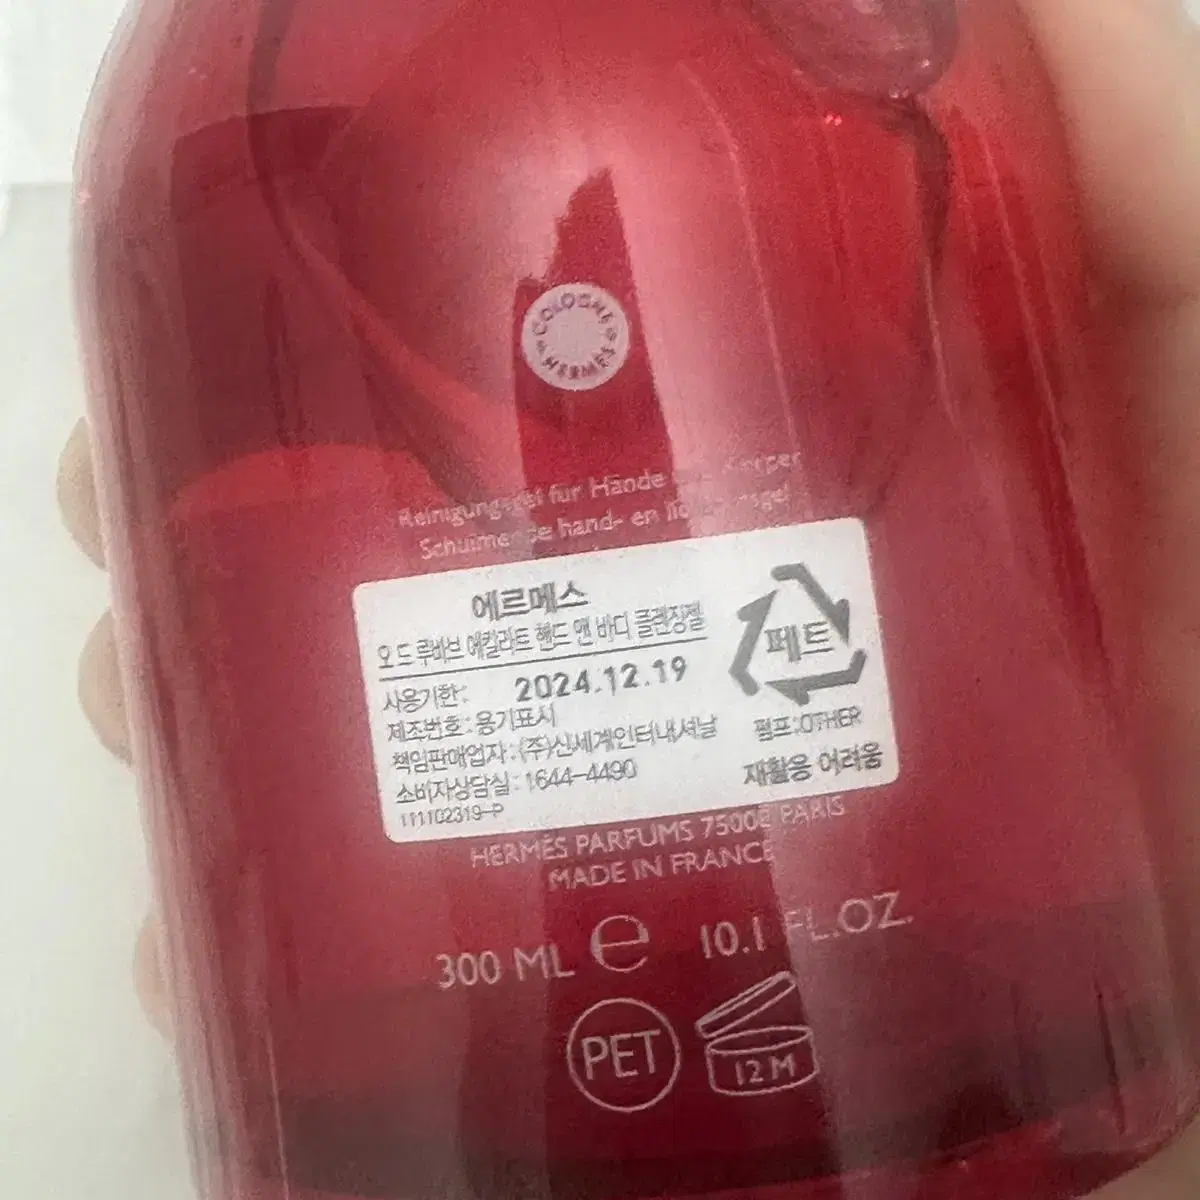 COLOGNE
HERMÈS
für Hände
hand- en
에르메스
오 드 루바브 에칼라트 핸드 앤 바디 클렌징젤
사용기한: 2024.12.19
제조번호:용기표시
책임판매업자:(주)신세계인터내셔날
소비자상담실:1644-4490
111102319-P
페트
펌프:OTHER
재활용 어려움
HERMÈS PARFUMS 75008 PARIS
MADE IN FRANCE
300 ML e 10.1 FL.OZ.
PET
12 M